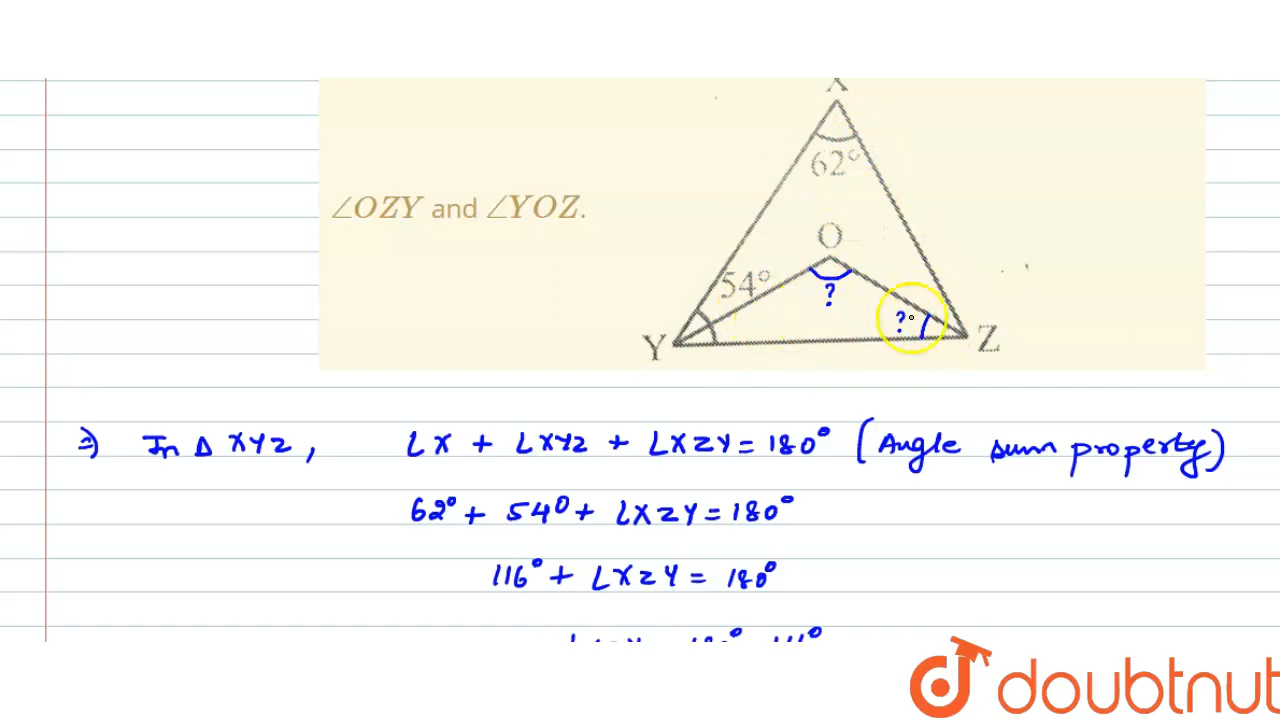 X
62°
∠OZY and ∠YOZ.
O
54°
?
?
Y
Z
⇒) In Δ XYZ, ∠X + ∠XYZ + ∠XZY = 180° (Angle sum property)
62° + 54° + ∠XZY = 180°
116° + ∠XZY = 180°
doubtnut